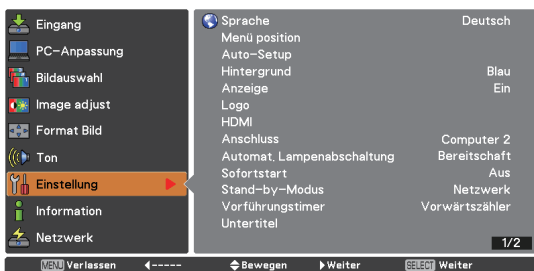 Eingang
PC-Anpassung
Bildauswahl
Image adjust
Format Bild
Ton
Einstellung
Information
Netzwerk
Sprache Deutsch
Menü position
Auto-Setup
Hintergrund Blau
Anzeige Ein
Logo
HDMI
Anschluss Computer 2
Automat. Lampenabschaltung Bereitschaft
Sofortstart Aus
Stand-by-Modus Netzwerk
Vorführungstimer Vorwärtszähler
Untertitel
1/2
MENU Verlassen ----- Bewegen Weiter SELECT Weiter